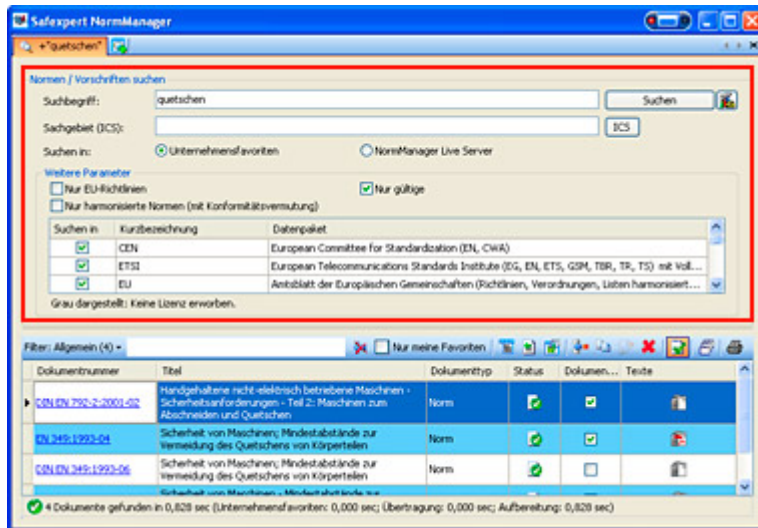 Safexpert NormManager
+"quetschen"
Normen / Vorschriften suchen
Suchbegriff: quetschen Suchen
Sachgebiet (ICS): ICS
Suchen in: Unternehmensfavoriten NormManager Live Server
Weitere Parameter
Nur EU-Richtlinien Nur gültige
Nur harmonisierte Normen (mit Konformitätsvermutung)
Suchen in Kurzbezeichnung Datenpaket
CEN European Committee for Standardization (EN, CWA)
ETSI European Telecommunications Standards Institute (EG, EN, ETS, GSM, TBR, TR, TS) mit Voll...
EU Amtsblatt der Europäischen Gemeinschaften (Richtlinien, Verordnungen, Listen harmonisiert...
Grau dargestellt: Keine Lizenz erworben.
Filter: Allgemein (4) Nur meine Favoriten
Dokumentnummer Titel Dokumenttyp Status Dokumen... Texte
DIN EN 792-2:2001-02 Handgehaltene nicht-elektrisch betriebene Maschinen - Sicherheitsanforderungen - Teil 2: Maschinen zum Abschneiden und Quetschen Norm
EN 349:1993-04 Sicherheit von Maschinen; Mindestabstände zur Vermeidung des Quetschens von Körperteilen Norm
DIN EN 349:1993-06 Sicherheit von Maschinen; Mindestabstände zur Vermeidung des Quetschens von Körperteilen Norm
Sicherheit von Maschinen - Mindestabstände zur
4 Dokumente gefunden in 0,828 sec (Unternehmensfavoriten: 0,000 sec; Übertragung: 0,000 sec; Aufbereitung: 0,828 sec)